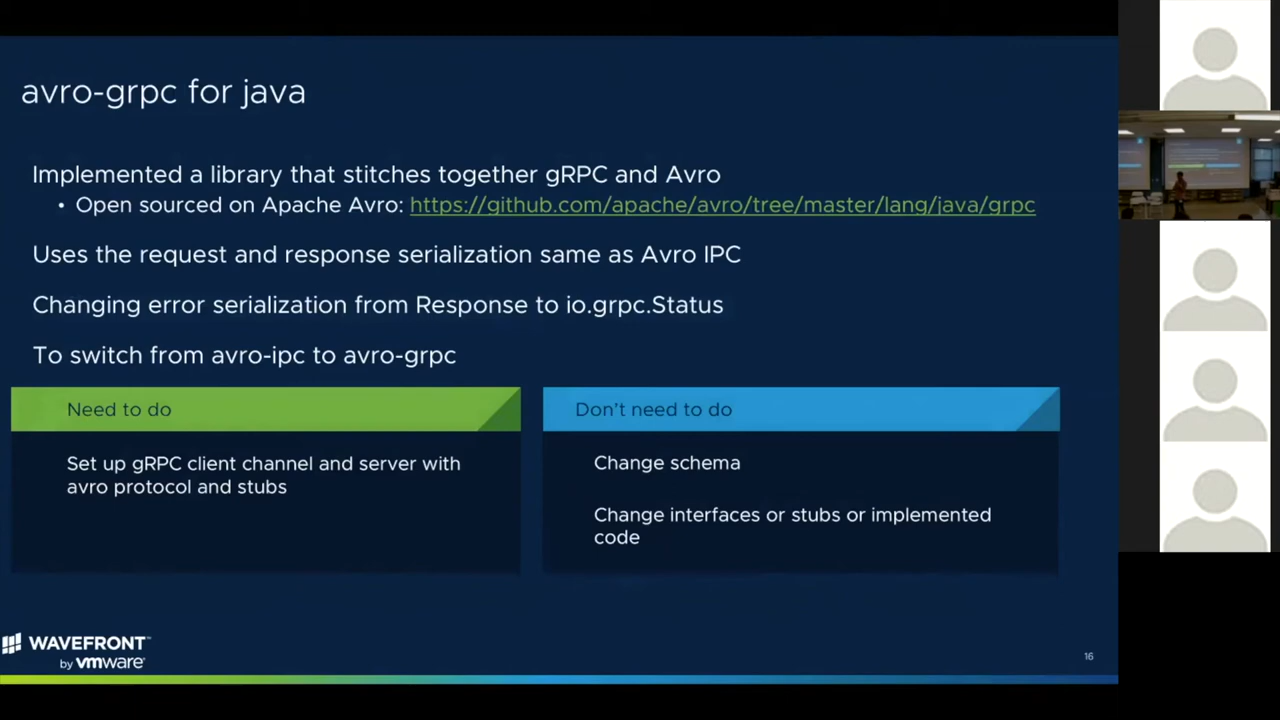 avro-grpc for java
Implemented a library that stitches together gRPC and Avro
• Open sourced on Apache Avro: https://github.com/apache/avro/tree/master/lang/java/grpc
Uses the request and response serialization same as Avro IPC
Changing error serialization from Response to io.grpc.Status
To switch from avro-ipc to avro-grpc
Need to do
Set up gRPC client channel and server with
avro protocol and stubs
Don't need to do
Change schema
Change interfaces or stubs or implemented
code
WAVEFRONT™
by vmware®
16